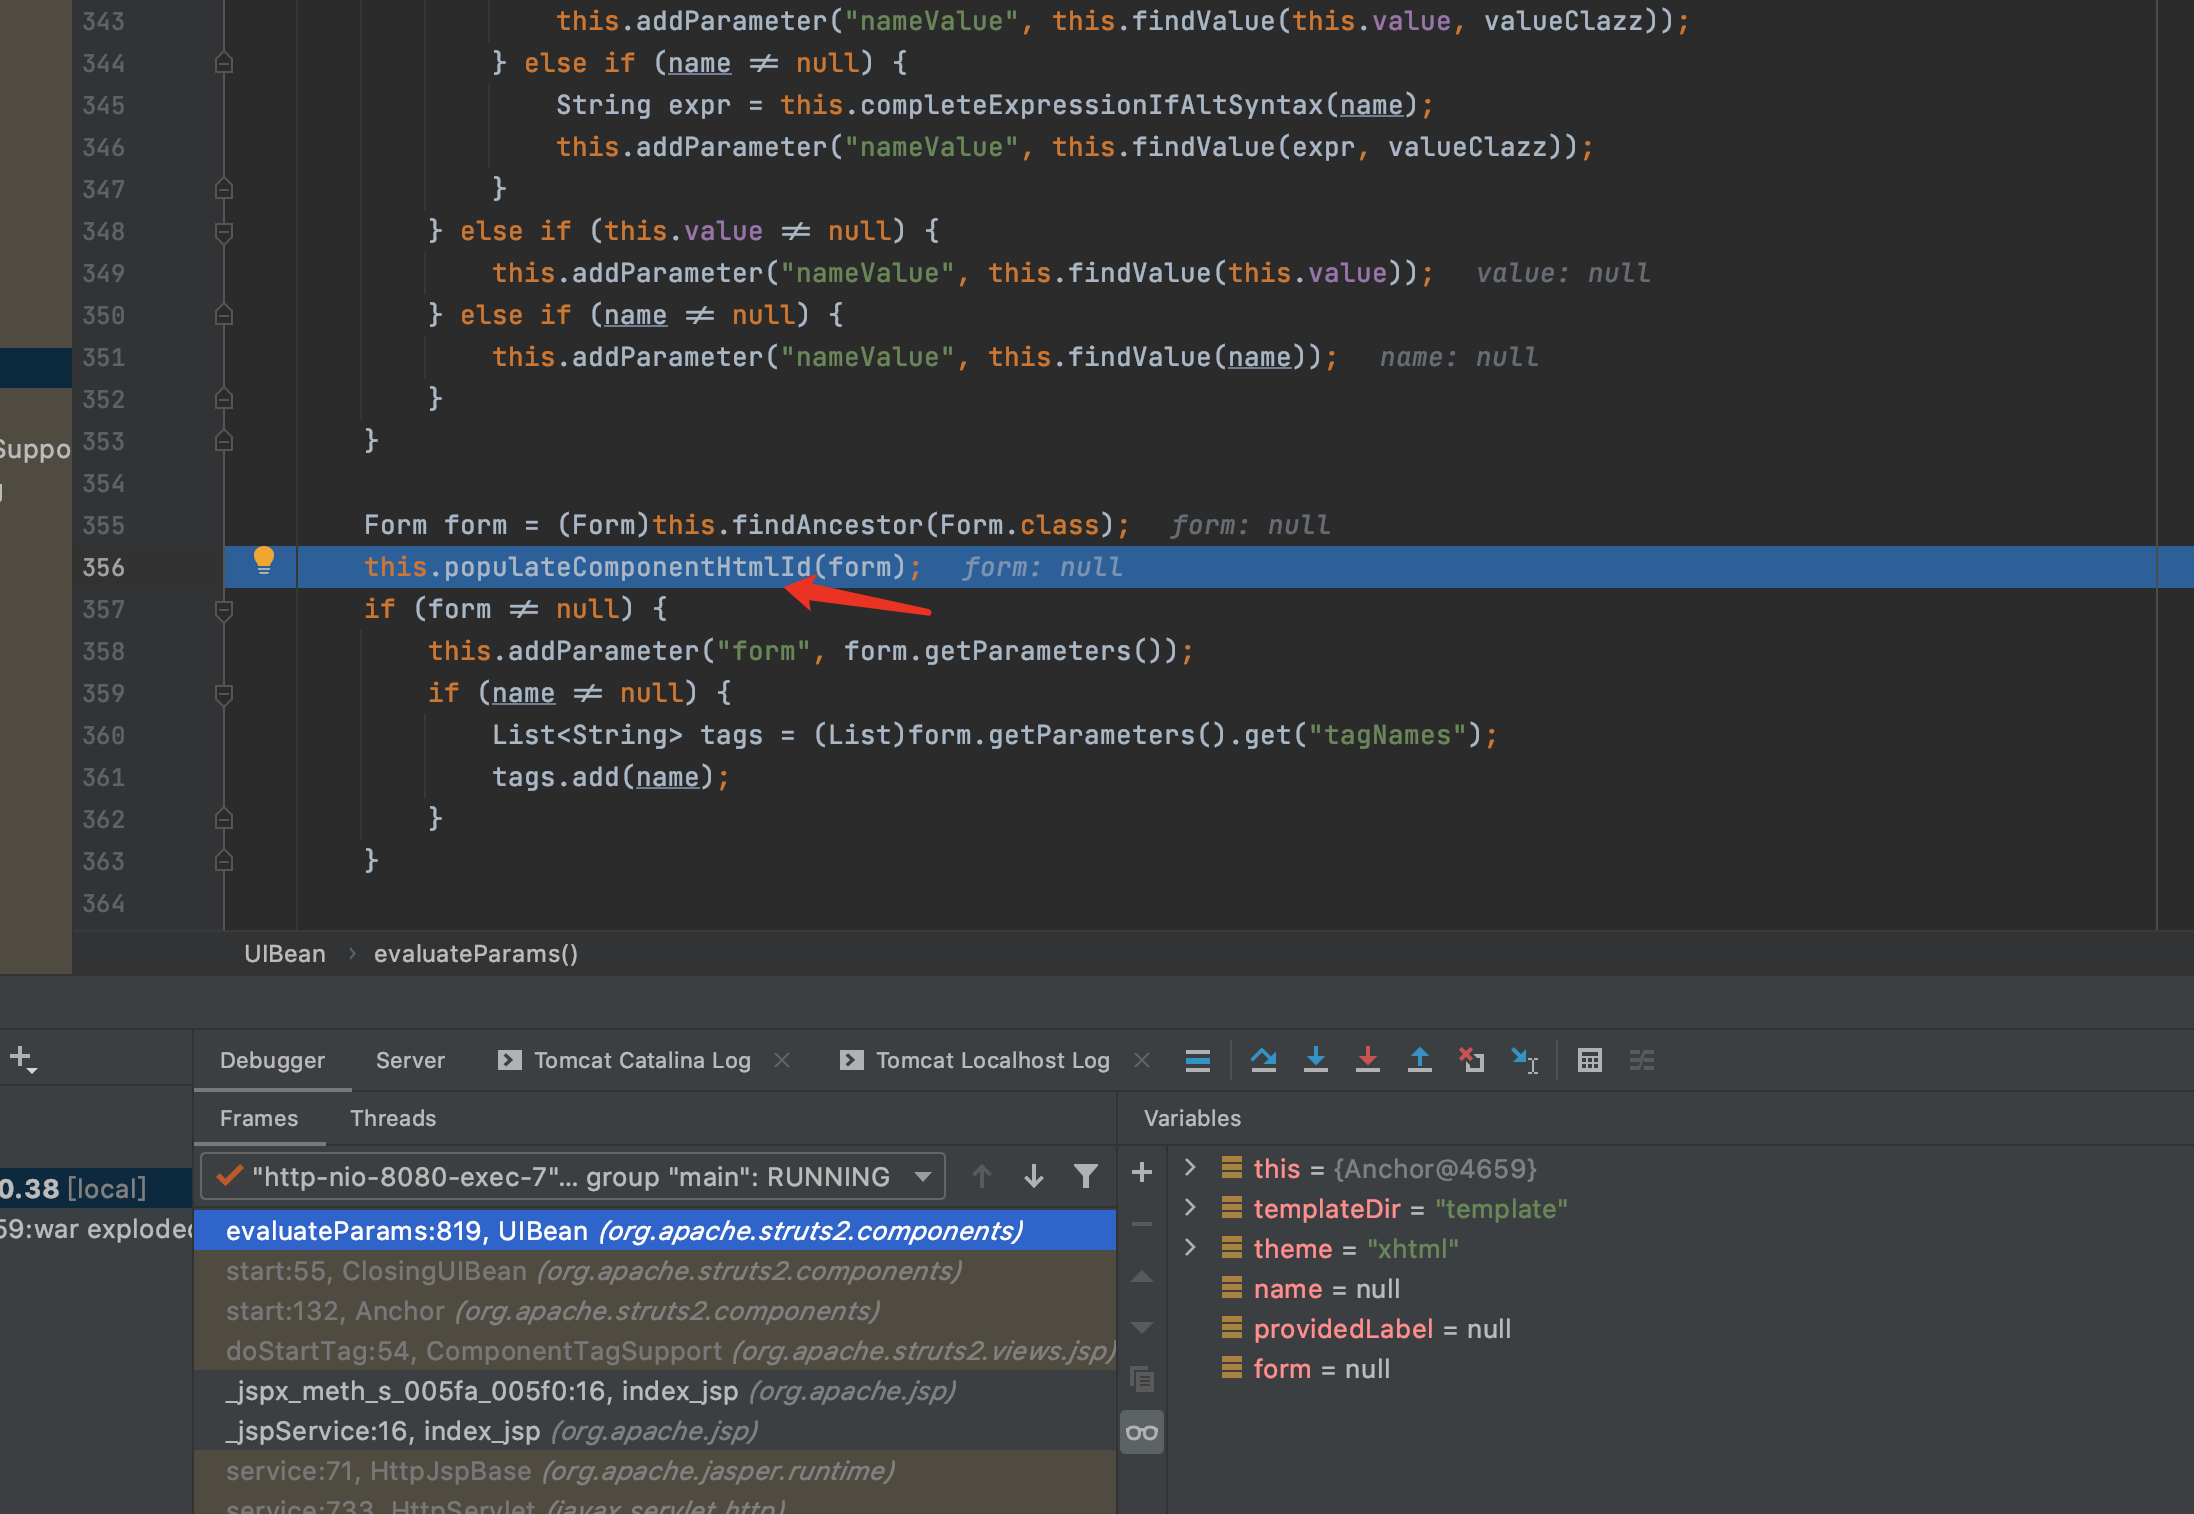 343 this.addParameter("nameValue", this.findValue(this.value, valueClazz));
344 } else if (name ≠ null) {
345 String expr = this.completeExpressionIfAltSyntax(name);
346 this.addParameter("nameValue", this.findValue(expr, valueClazz));
347 }
348 } else if (this.value ≠ null) {
349 this.addParameter("nameValue", this.findValue(this.value)); value: null
350 } else if (name ≠ null) {
351 this.addParameter("nameValue", this.findValue(name)); name: null
352 }
Suppo 353 }
354
355 Form form = (Form)this.findAncestor(Form.class); form: null
356 this.populateComponentHtmlId(form); form: null
357 if (form ≠ null) {
358 this.addParameter("form", form.getParameters());
359 if (name ≠ null) {
360 List<String> tags = (List)form.getParameters().get("tagNames");
361 tags.add(name);
362 }
363 }
364
UIBean › evaluateParams()
Debugger Server Tomcat Catalina Log × Tomcat Localhost Log ×
Frames Threads
Variables
"http-nio-8080-exec-7"... group "main": RUNNING
0.38 [local]
59:war exploded
evaluateParams:819, UIBean (org.apache.struts2.components)
start:55, ClosingUIBean (org.apache.struts2.components)
start:132, Anchor (org.apache.struts2.components)
doStartTag:54, ComponentTagSupport (org.apache.struts2.views.jsp)
_jspx_meth_s_005fa_005f0:16, index_jsp (org.apache.jsp)
_jspService:16, index_jsp (org.apache.jsp)
service:71, HttpJspBase (org.apache.jasper.runtime)
service:733, HttpServlet (javax.servlet.http)
this = {Anchor@4659}
templateDir = "template"
theme = "xhtml"
name = null
providedLabel = null
form = null